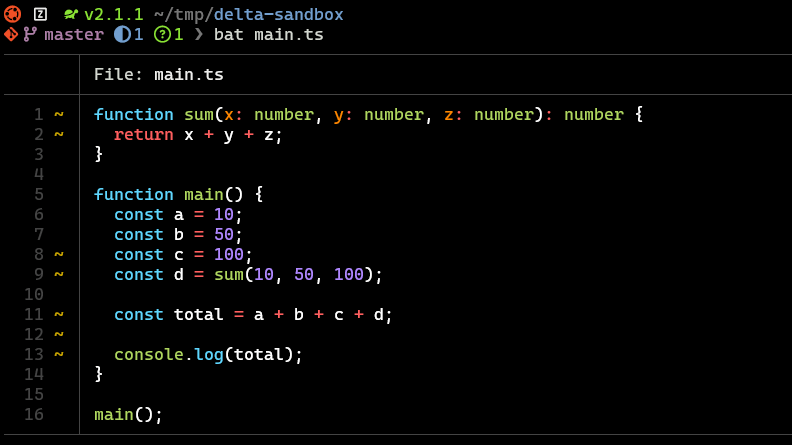 Z v2.1.1 ~/tmp/delta-sandbox
master 1 ? 1 ❯ bat main.ts
File: main.ts
1 ~ function sum(x: number, y: number, z: number): number {
2 ~   return x + y + z;
3   }
4
5   function main() {
6     const a = 10;
7     const b = 50;
8 ~   const c = 100;
9 ~   const d = sum(10, 50, 100);
10
11 ~   const total = a + b + c + d;
12 ~
13 ~   console.log(total);
14   }
15
16   main();